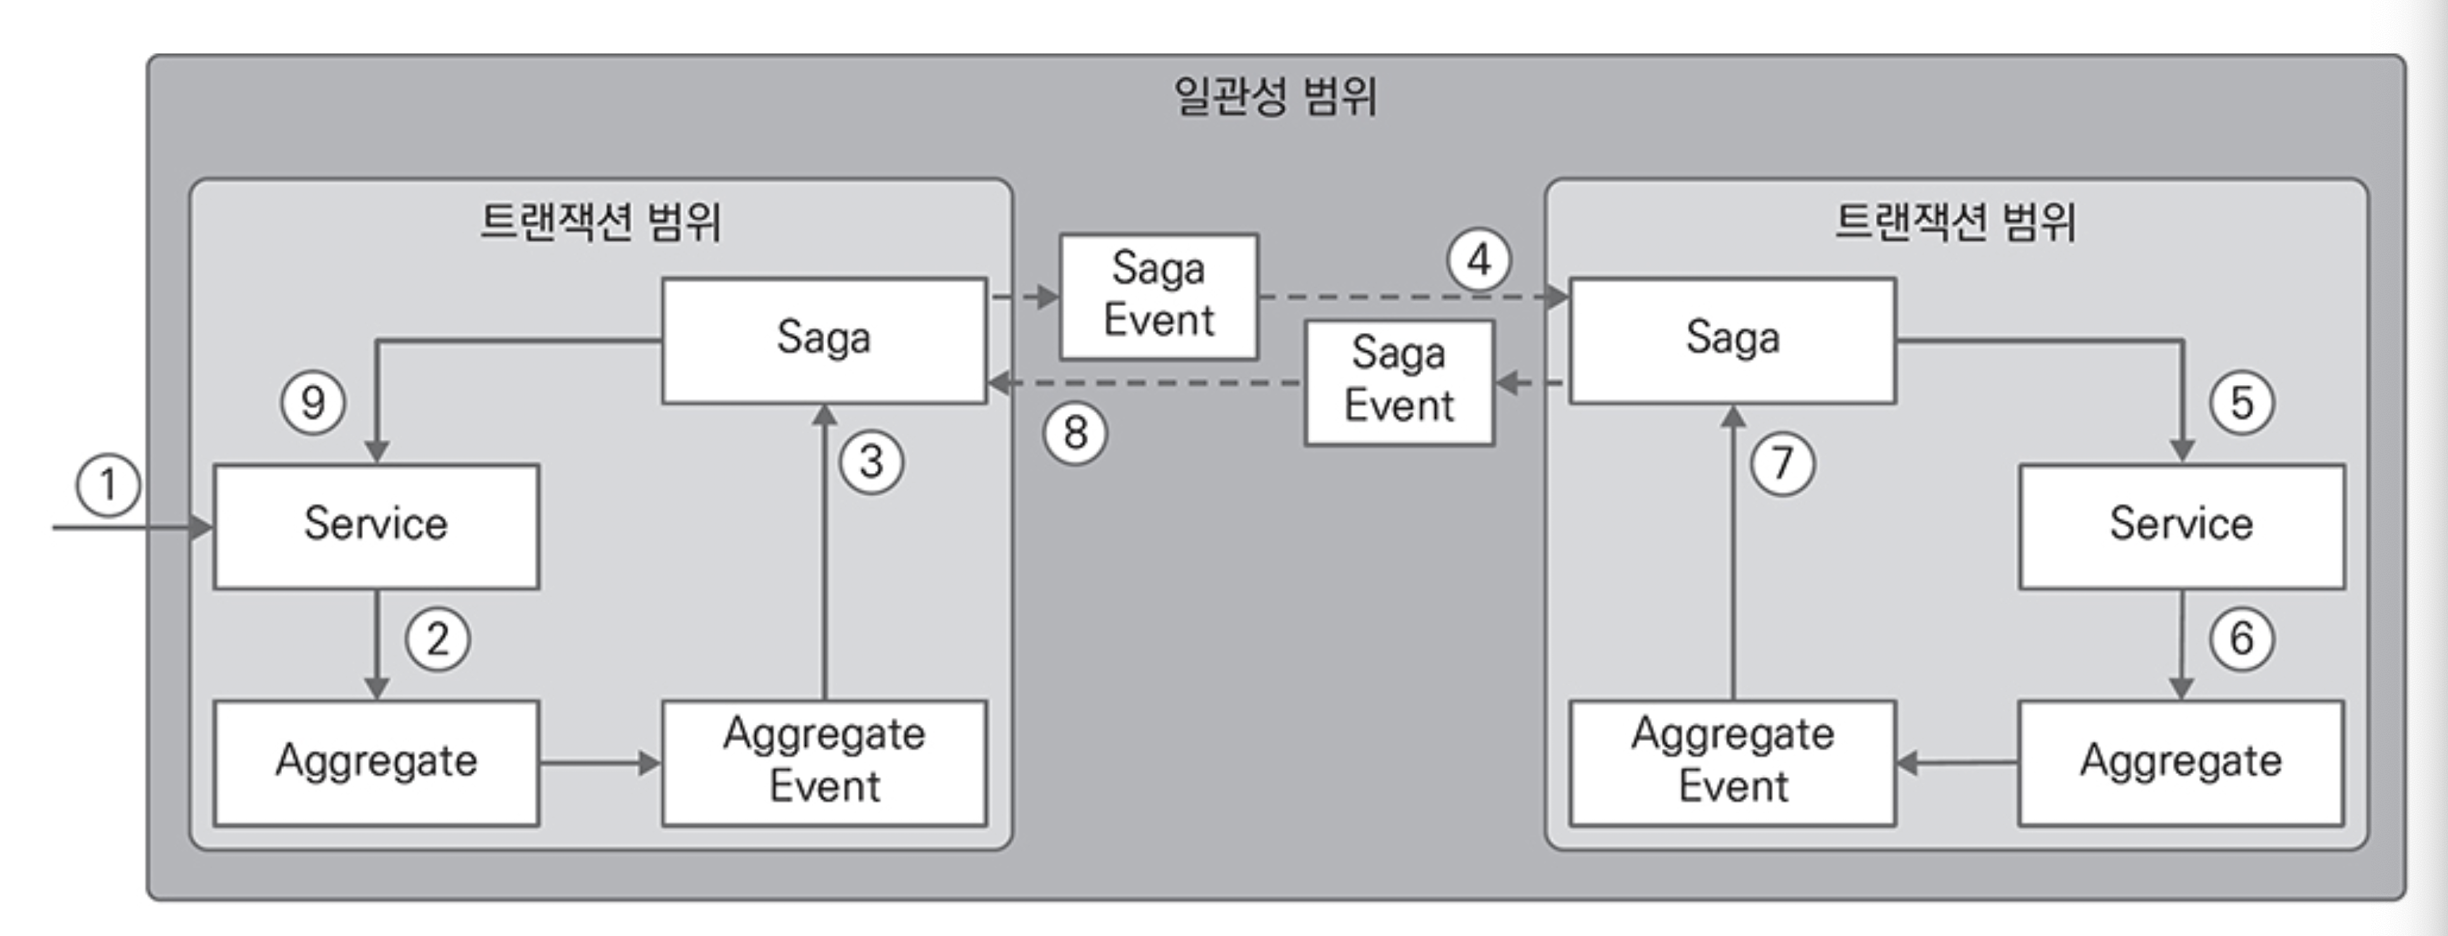 일관성 범위
트랜잭션 범위
Saga
⑨
①
Service
②
Aggregate
Aggregate
Event
③
Saga
Event
④
Saga
Event
⑧
트랜잭션 범위
Saga
⑤
⑦
Service
⑥
Aggregate
Event
Aggregate